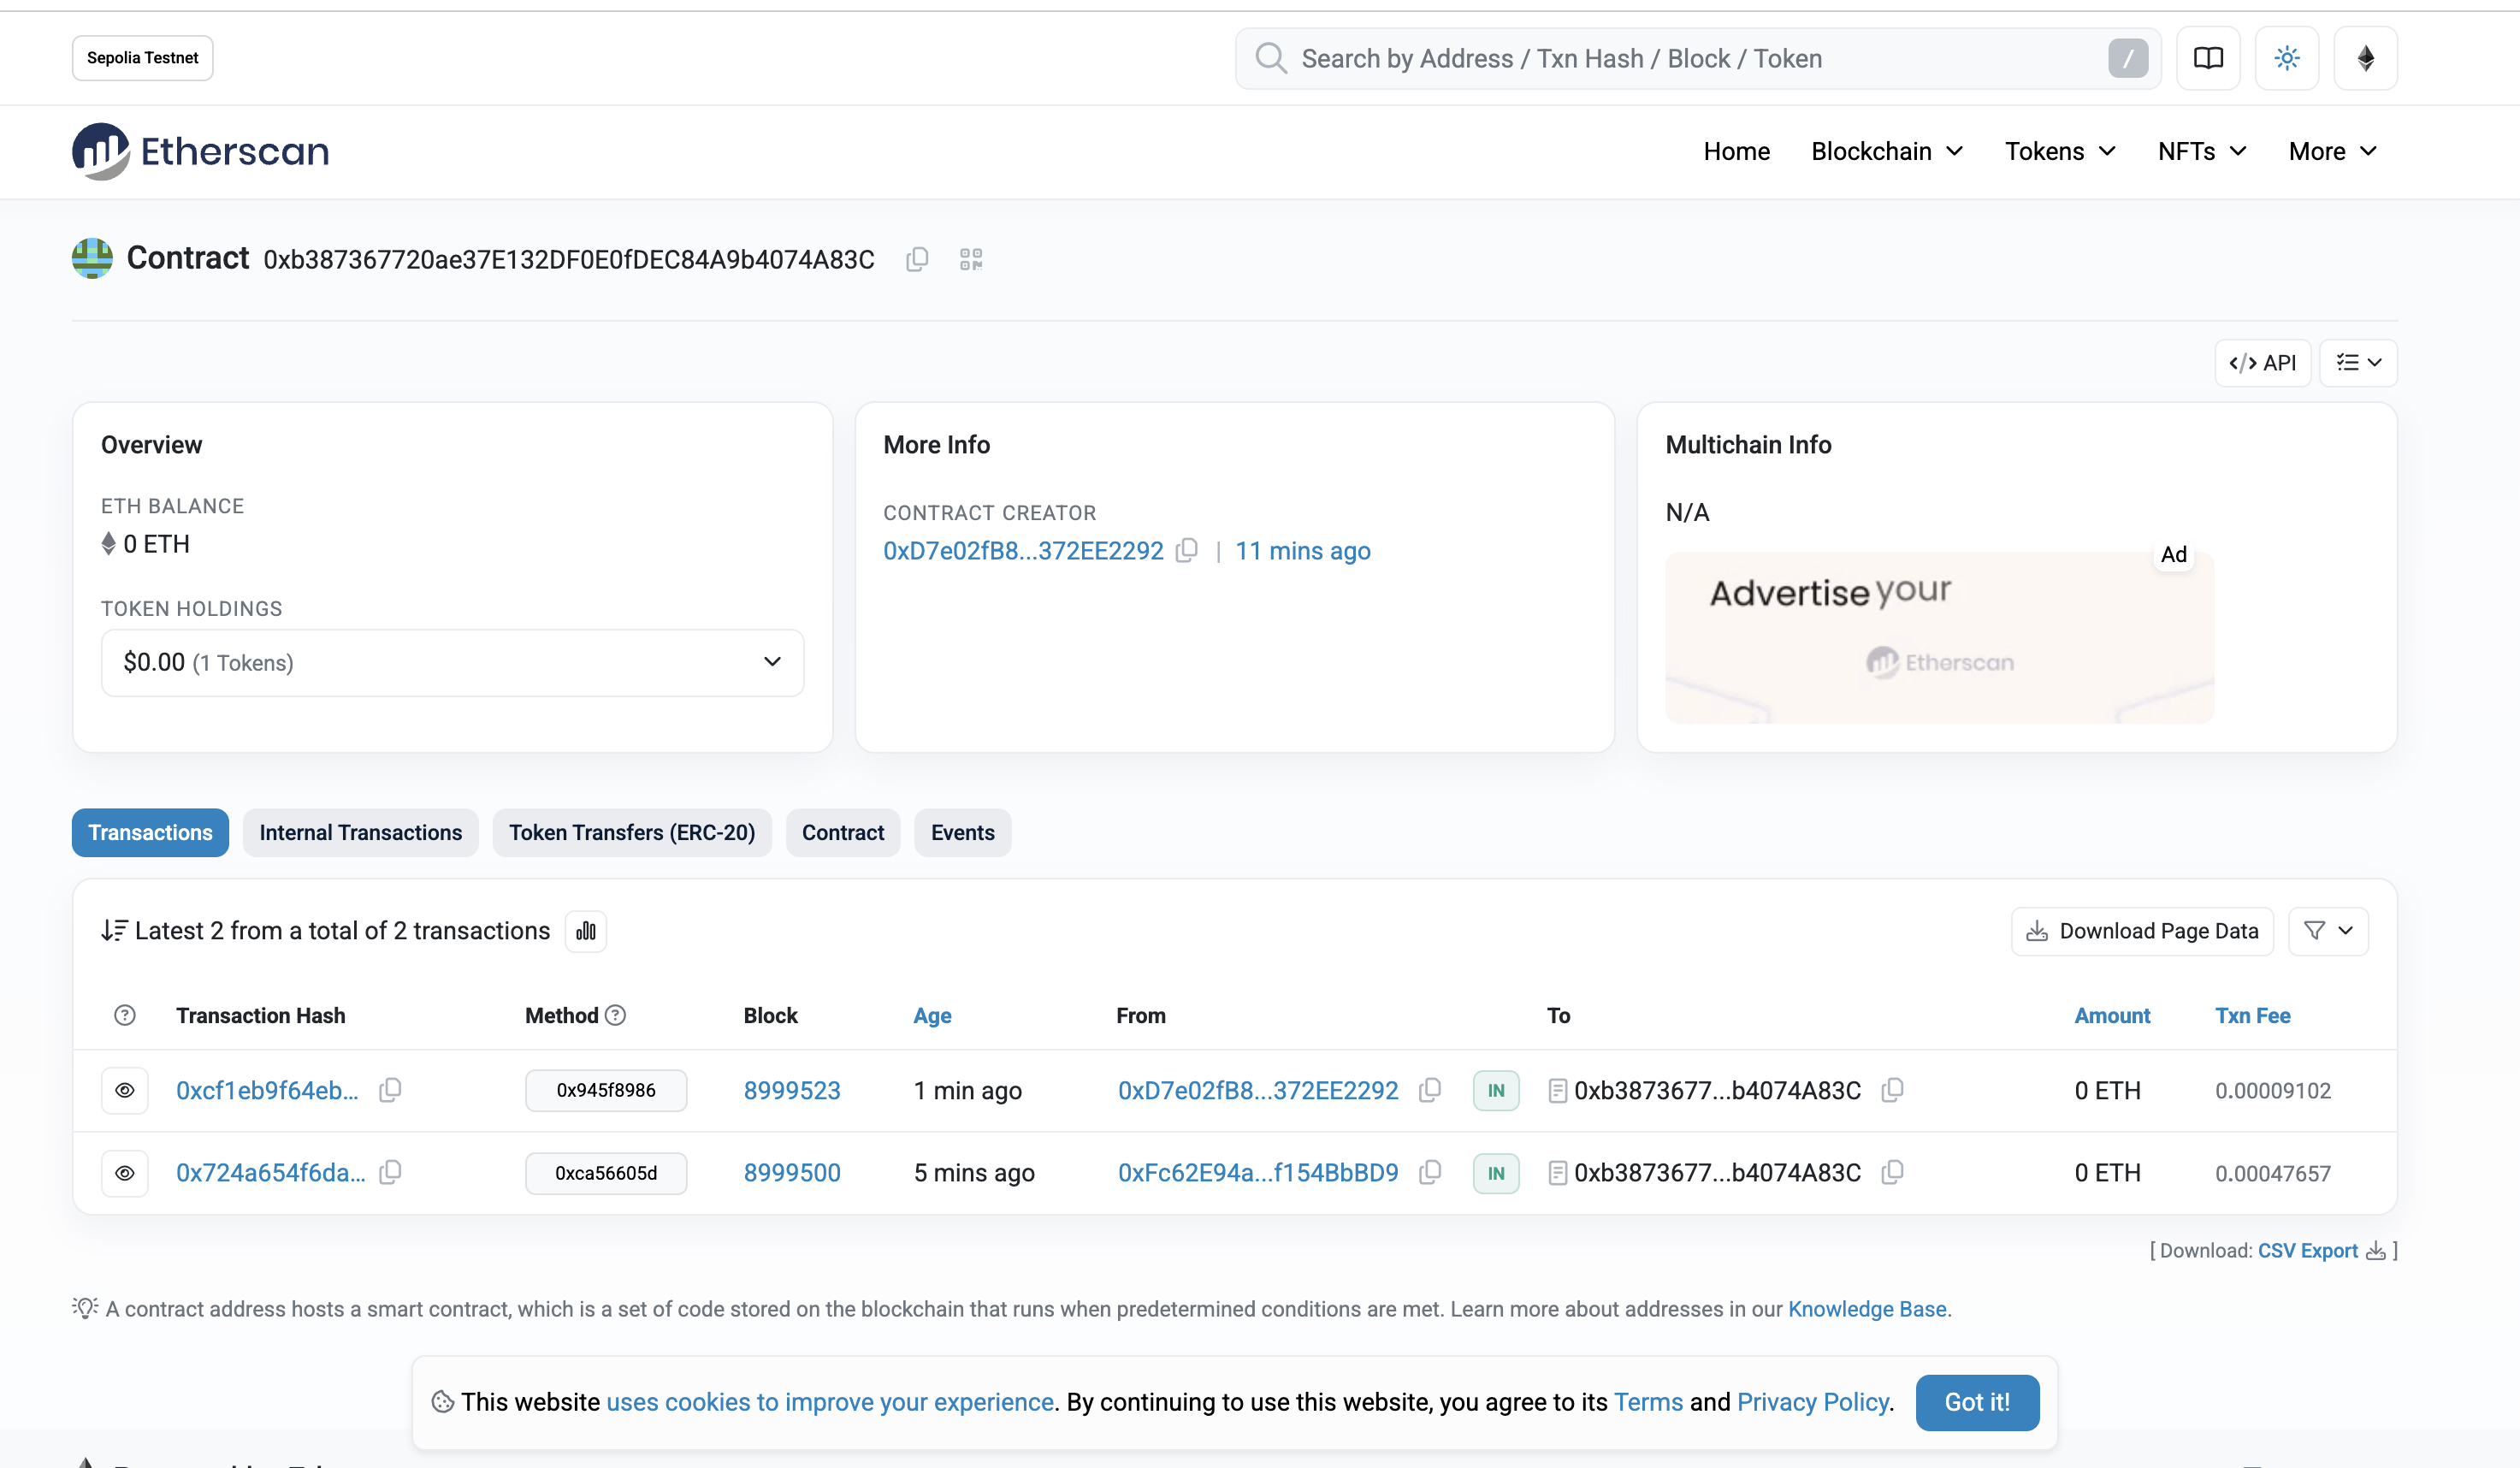 Sepolia Testnet
Search by Address / Txn Hash / Block / Token /
Etherscan
Home Blockchain Tokens NFTs More
Contract 0xb387367720ae37E132DF0E0fDEC84A9b4074A83C
</> API
Overview
ETH BALANCE
0 ETH
TOKEN HOLDINGS
$0.00 (1 Tokens)
More Info
CONTRACT CREATOR
0xD7e02fB8...372EE2292 | 11 mins ago
Multichain Info
N/A
Ad
Advertise your
Etherscan
Transactions Internal Transactions Token Transfers (ERC-20) Contract Events
Latest 2 from a total of 2 transactions
Download Page Data
? Transaction Hash Method ? Block Age From To Amount Txn Fee
0xcf1eb9f64eb... 0x945f8986 8999523 1 min ago 0xD7e02fB8...372EE2292 IN 0xb3873677...b4074A83C 0 ETH 0.00009102
0x724a654f6da... 0xca56605d 8999500 5 mins ago 0xFc62E94a...f154BbBD9 IN 0xb3873677...b4074A83C 0 ETH 0.00047657
[ Download: CSV Export ]
A contract address hosts a smart contract, which is a set of code stored on the blockchain that runs when predetermined conditions are met. Learn more about addresses in our Knowledge Base.
This website uses cookies to improve your experience. By continuing to use this website, you agree to its Terms and Privacy Policy.
Got it!